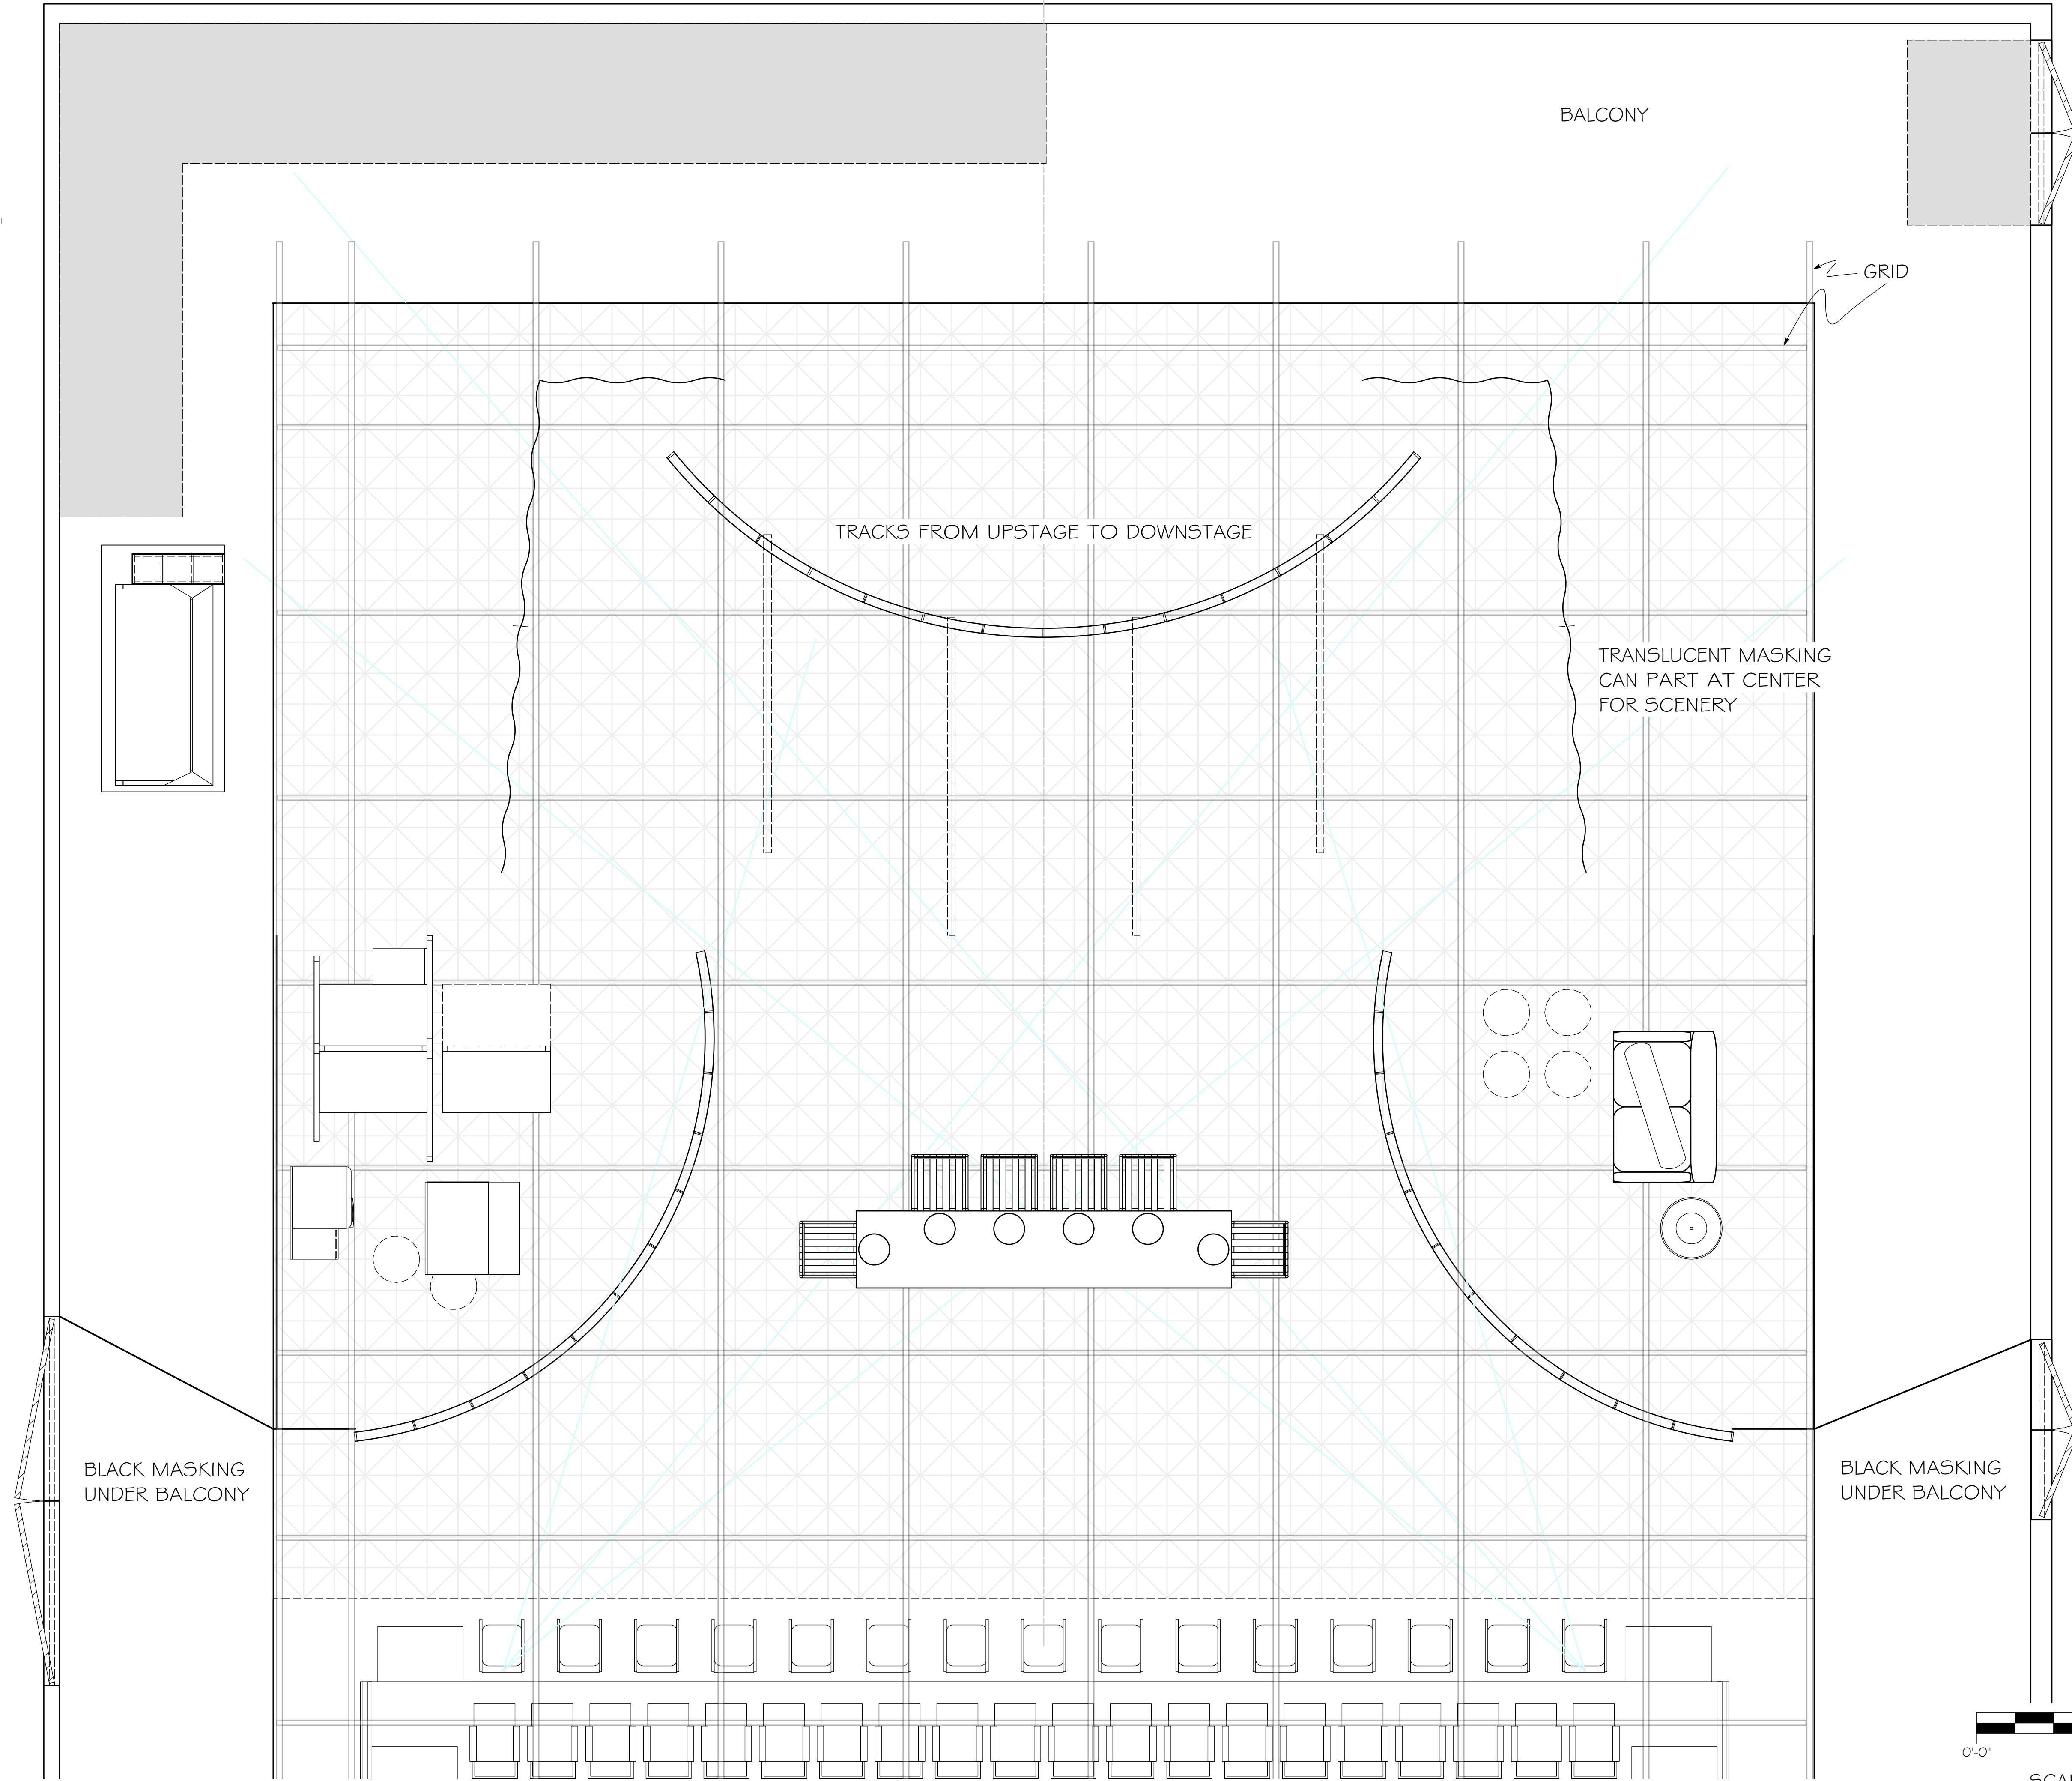 BALCONY
GRID
TRACKS FROM UPSTAGE TO DOWNSTAGE
TRANSLUCENT MASKING
CAN PART AT CENTER
FOR SCENERY
BLACK MASKING
UNDER BALCONY
BLACK MASKING
UNDER BALCONY
0'-0"